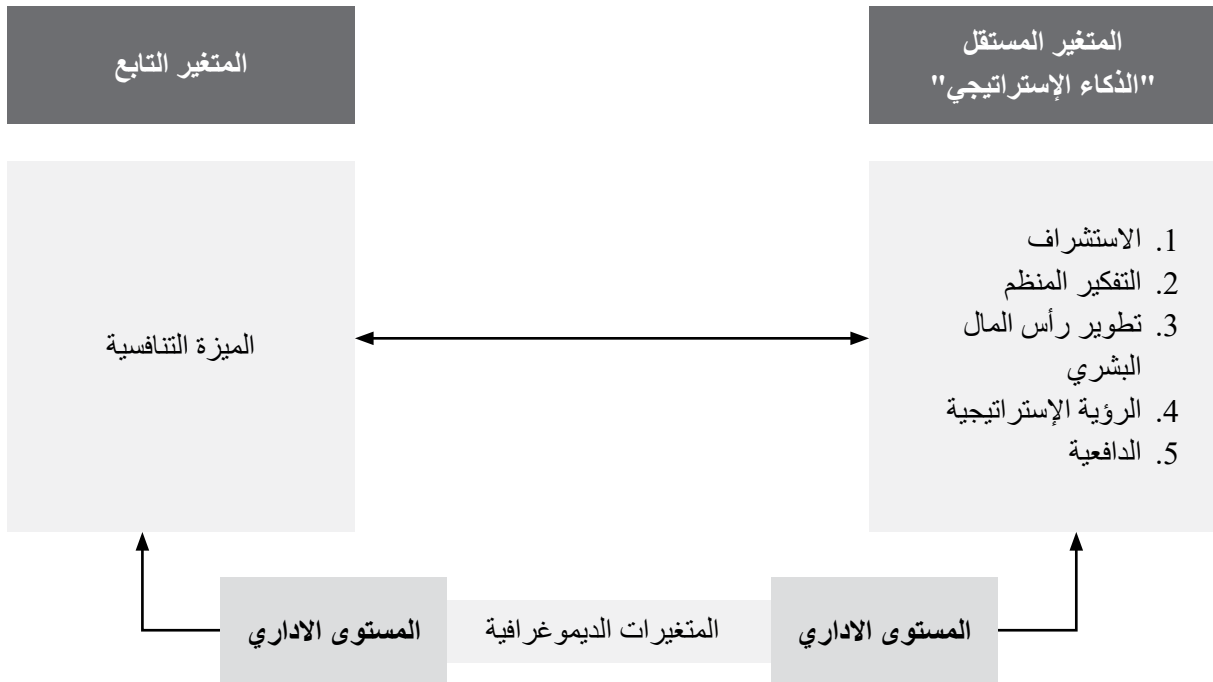 المتغير المستقل
"الذكاء الإستراتيجي"
المتغير التابع
1. الاستشراف
2. التفكير المنظم
3. تطوير رأس المال
البشري
4. الرؤية الإستراتيجية
5. الدافعية
الميزة التنافسية
المستوى الاداري
المتغيرات الديموغرافية
المستوى الاداري